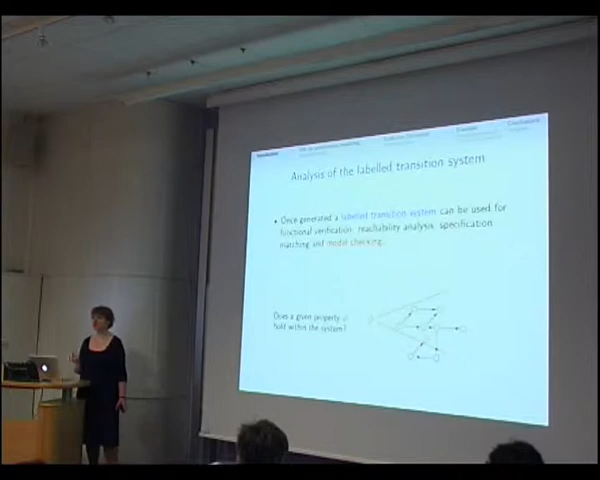 Analysis of the labelled transition system
• Once generated a labelled transition system can be used for
functional verification, reachability analysis, specification
matching and model checking.
Does a given property φ
hold within the system?